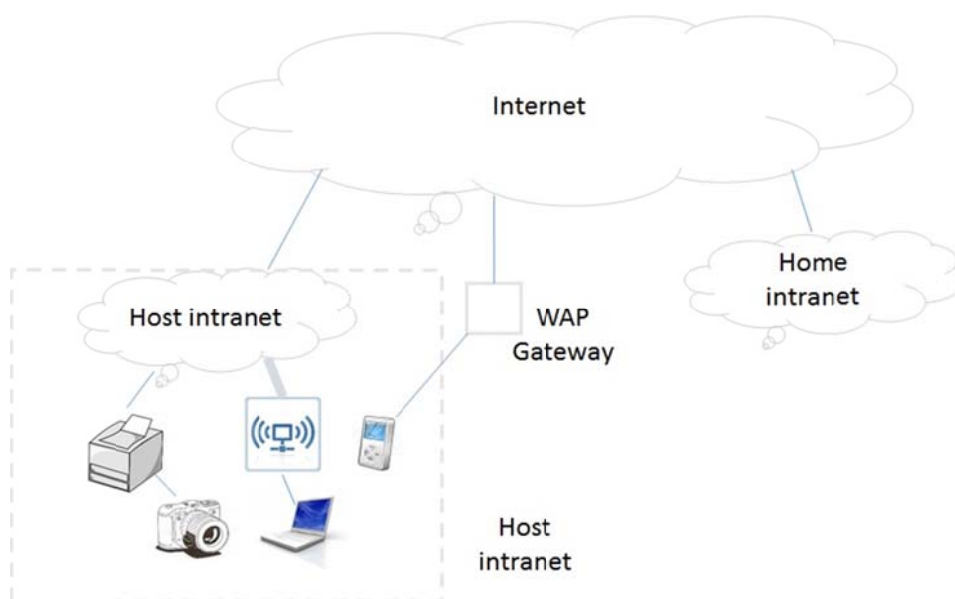 Internet
Host intranet
WAP
Gateway
Home
intranet
Host
intranet